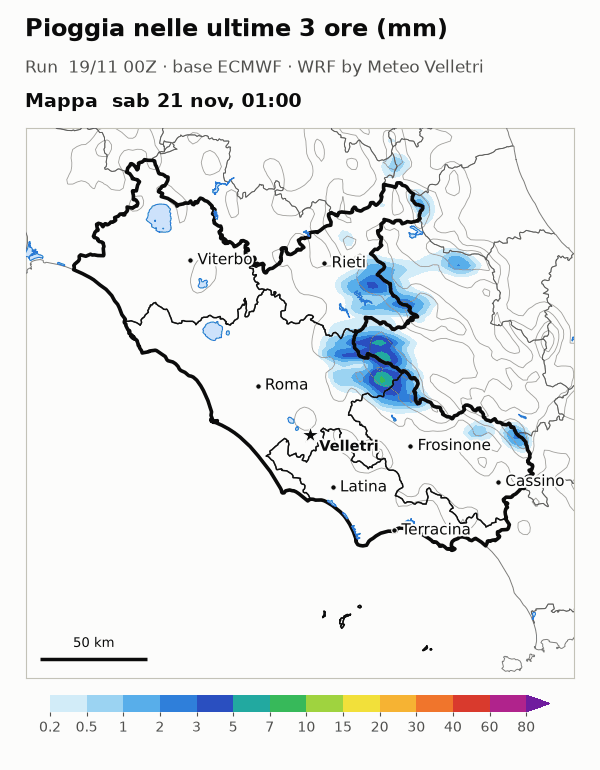 Pioggia nelle ultime 3 ore (mm)
Run  19/11 00Z · base ECMWF · WRF by Meteo Velletri
Mappa  sab 21 nov, 01:00
Viterbo
Rieti
Roma
Velletri
Frosinone
Latina
Cassino
Terracina
50 km
0.2 0.5 1 2 3 5 7 10 15 20 30 40 60 80